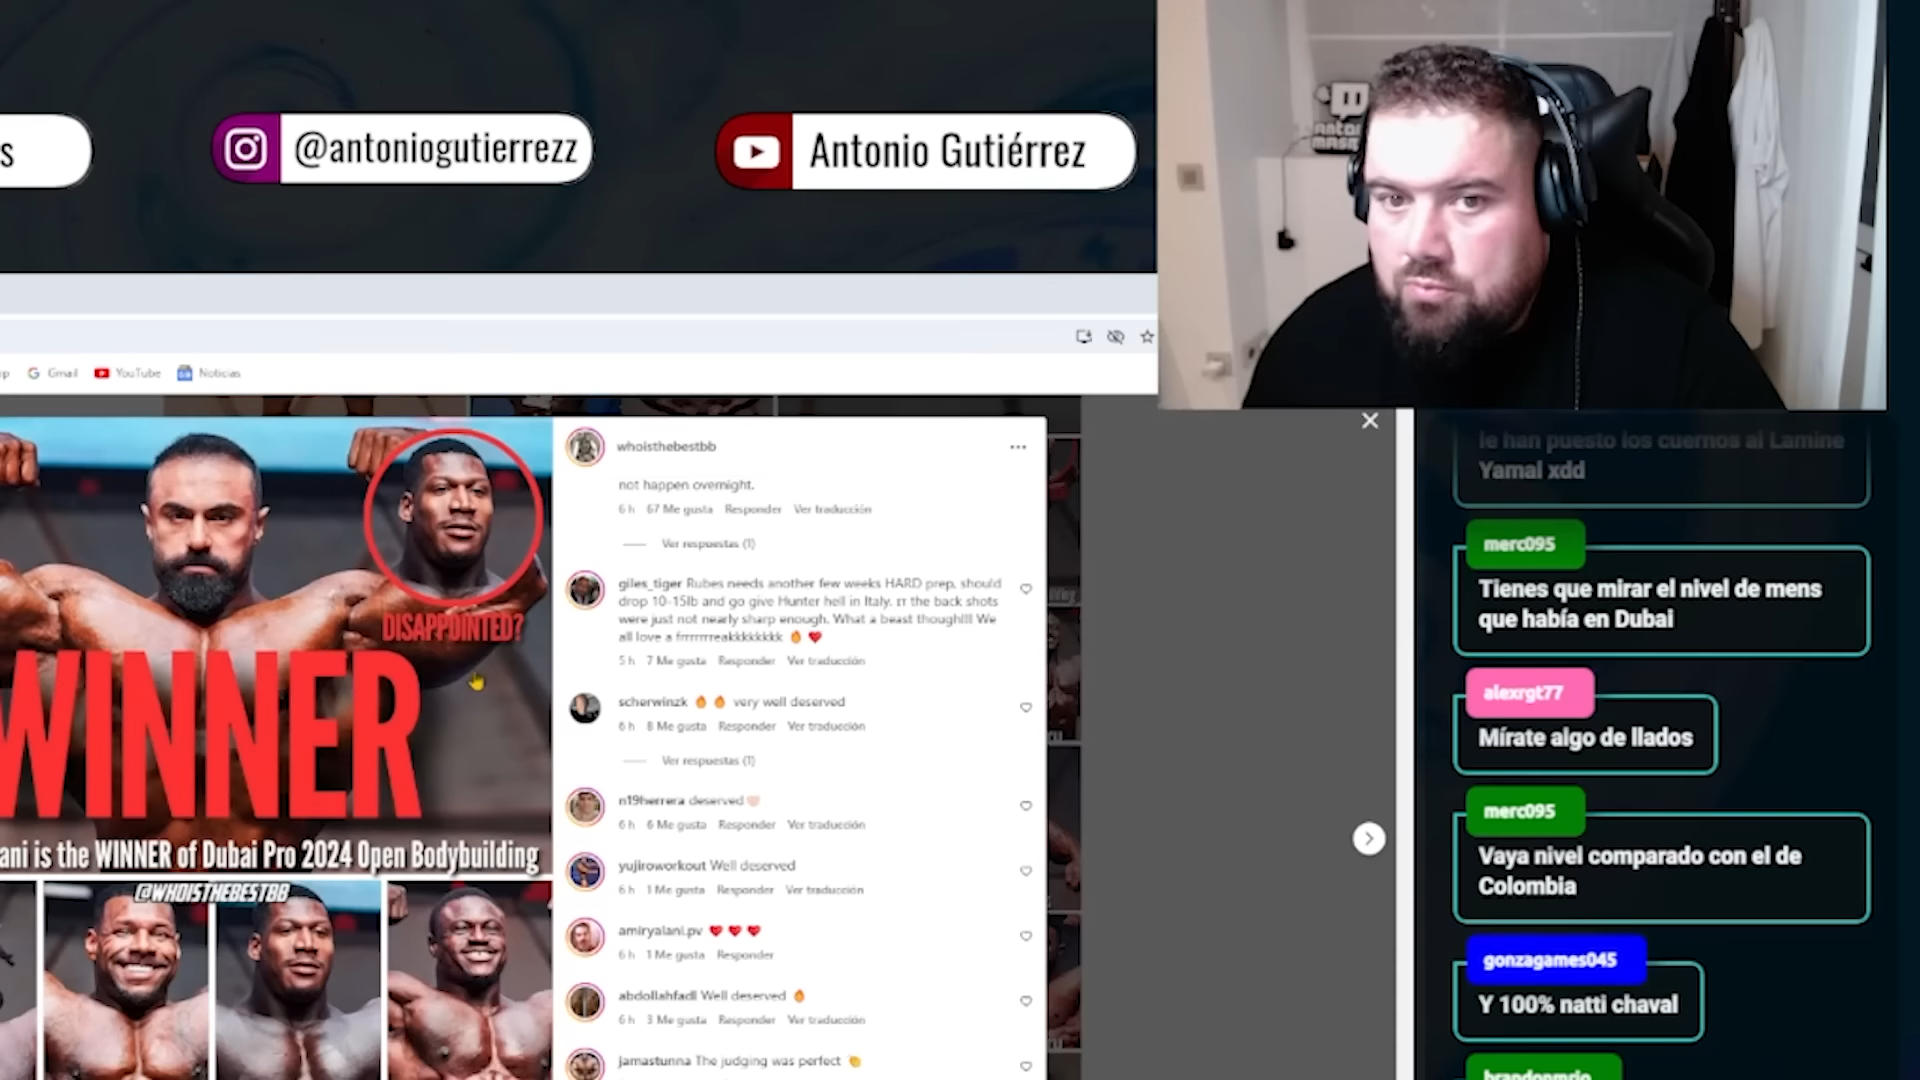 s
@antoniogutierrezz
Antonio Gutiérrez
Gmail
YouTube
Noticias
DISAPPOINTED?
WINNER
ani is the WINNER of Dubai Pro 2024 Open Bodybuilding
@WHOISTHEBESTBB
whoisthebestbb
not happen overnight.
6 h 67 Me gusta Responder Ver traducción
Ver respuestas (1)
giles_tiger Rubes needs another few weeks HARD prep, should
drop 10-15lb and go give Hunter hell in Italy. the back shots
were just not nearly sharp enough. What a beast though!!! We
all love a frrrrrrreakkkkkkkk 🔥 ❤️
5 h 7 Me gusta Responder Ver traducción
scherwinzk 🔥 🔥 very well deserved
6 h 8 Me gusta Responder Ver traducción
Ver respuestas (1)
n19herrera deserved
6 h 6 Me gusta Responder Ver traducción
yujiroworkout Well deserved
6 h 1 Me gusta Responder Ver traducción
amiryalani.pv ❤️ ❤️ ❤️
6 h 1 Me gusta Responder
abdollahfadl Well deserved 🔥
6 h 3 Me gusta Responder Ver traducción
jamastunna The judging was perfect 👏
le han puesto los cuernos al Lamine
Yamal xdd
merc095
Tienes que mirar el nivel de mens
que había en Dubai
alexrgt77
Mírate algo de llados
merc095
Vaya nivel comparado con el de
Colombia
gonzagames045
Y 100% natti chaval